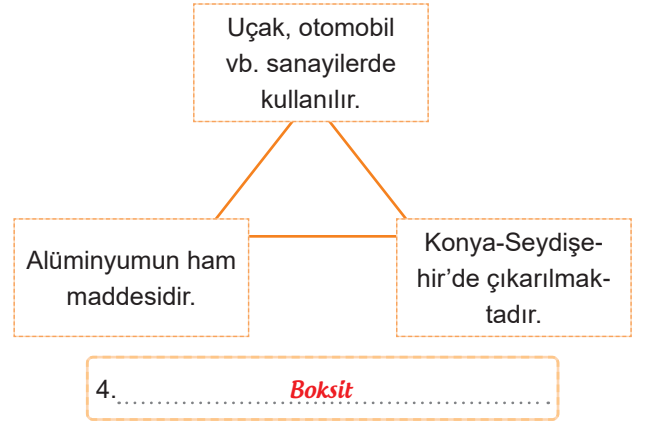 Uçak, otomobil
vb. sanayilerde
kullanılır.
Alüminyumun ham
maddesidir.
Konya-Seydişe-
hir’de çıkarılmak-
tadır.
4. Boksit